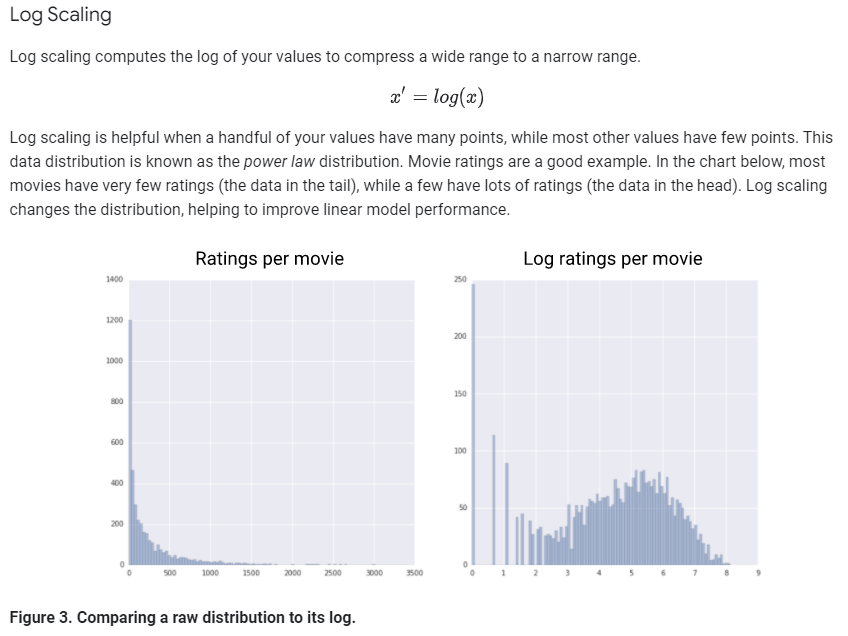 Log Scaling
Log scaling computes the log of your values to compress a wide range to a narrow range.
x′ = log(x)
Log scaling is helpful when a handful of your values have many points, while most other values have few points. This
data distribution is known as the power law distribution. Movie ratings are a good example. In the chart below, most
movies have very few ratings (the data in the tail), while a few have lots of ratings (the data in the head). Log scaling
changes the distribution, helping to improve linear model performance.
Ratings per movie
1400
1200
1000
800
600
400
200
0
0 500 1000 1500 2000 2500 3000 3500
Log ratings per movie
250
200
150
100
50
0
0 1 2 3 4 5 6 7 8 9
Figure 3. Comparing a raw distribution to its log.